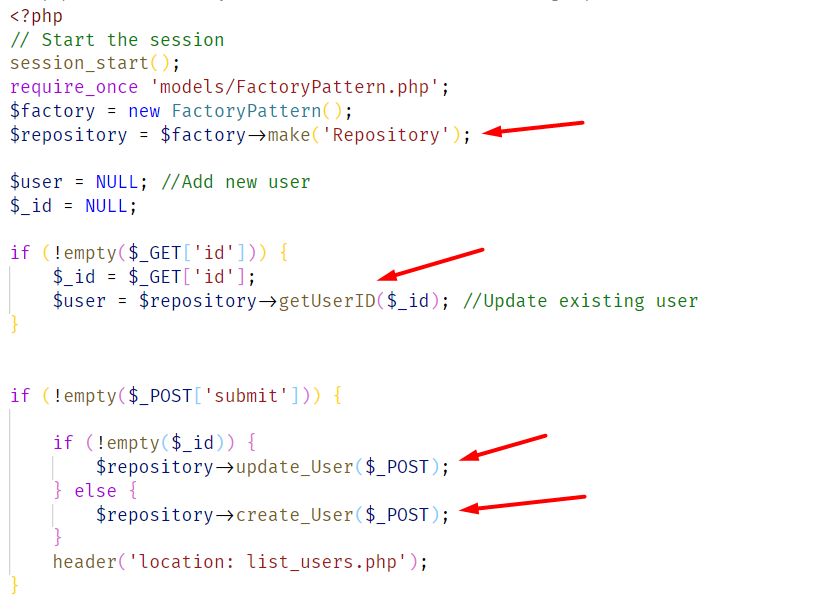 <?php
// Start the session
session_start();
require_once 'models/FactoryPattern.php';
$factory = new FactoryPattern();
$repository = $factory->make('Repository');
$user = NULL; //Add new user
$_id = NULL;
if (!empty($_GET['id'])) {
$_id = $_GET['id'];
$user = $repository->getUserID($_id); //Update existing user
}
if (!empty($_POST['submit'])) {
if (!empty($_id)) {
$repository->update_User($_POST);
} else {
$repository->create_User($_POST);
}
header('location: list_users.php');
}